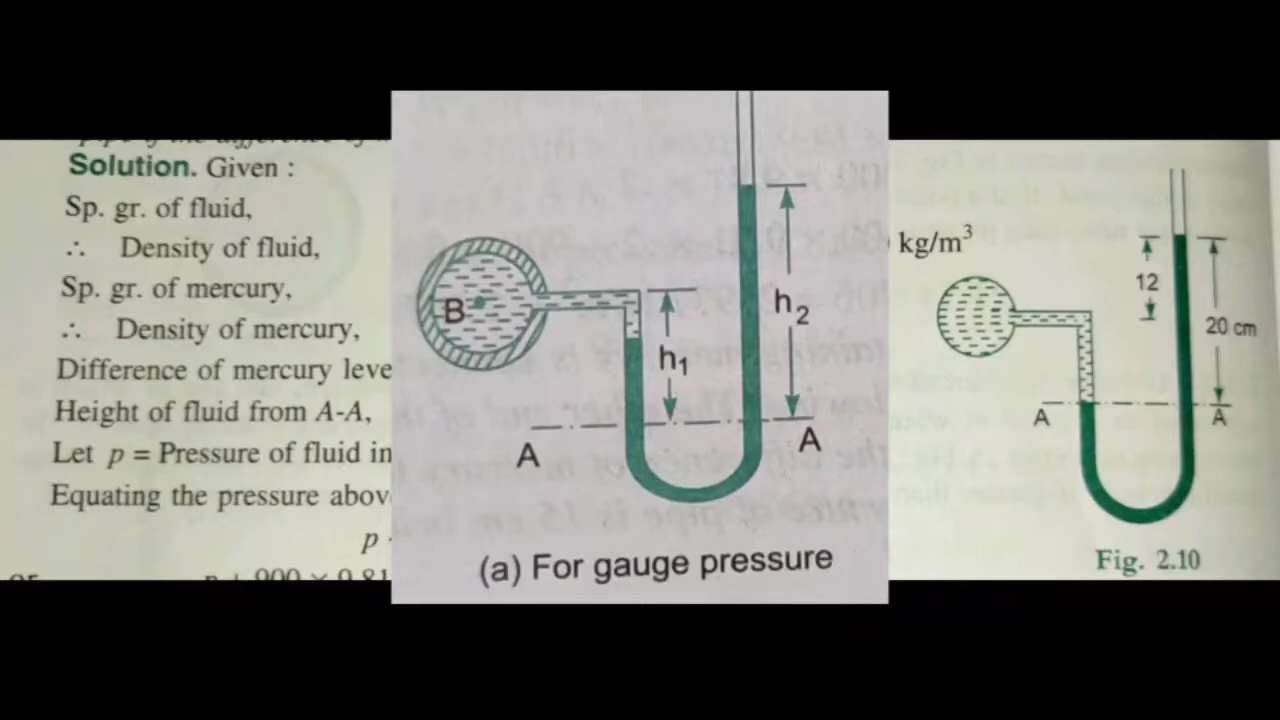 Solution. Given :
Sp. gr. of fluid,
∴ Density of fluid,
Sp. gr. of mercury,
∴ Density of mercury,
Difference of mercury leve
Height of fluid from A-A,
Let p = Pressure of fluid in
Equating the pressure abov
p
or
B
h₁
h₂
A
A
(a) For gauge pressure
kg/m³
12
20 cm
A
A
Fig. 2.10